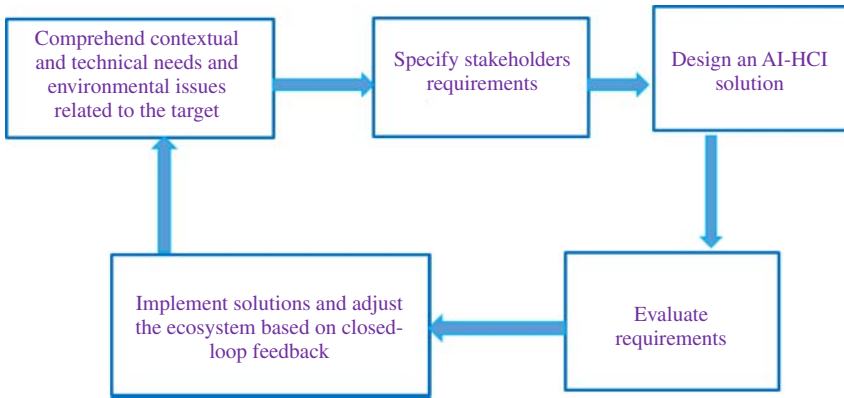 Comprehend contextual
and technical needs and
environmental issues
related to the target
Specify stakeholders
requirements
Design an AI-HCI
solution
Evaluate
requirements
Implement solutions and adjust
the ecosystem based on closed-
loop feedback